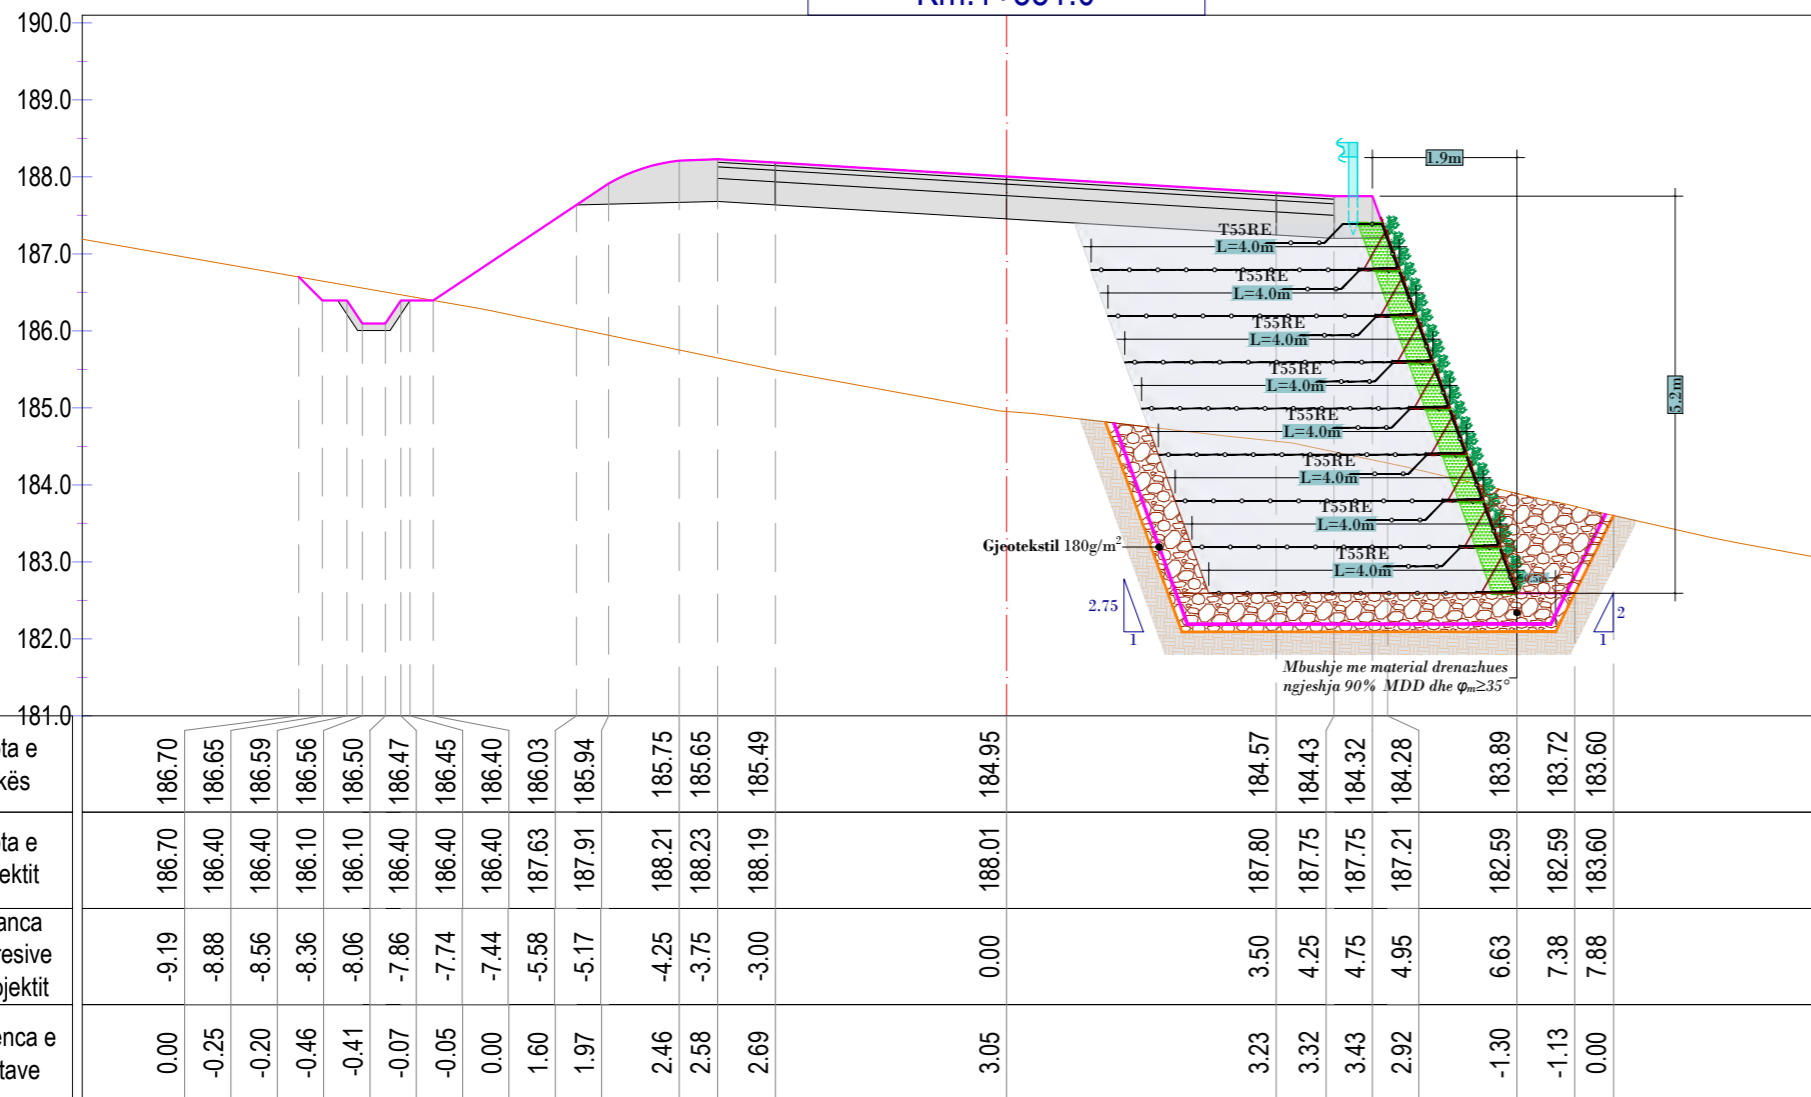 190.0
189.0
188.0
187.0
186.0
185.0
184.0
183.0
182.0
181.0
1.9m
5.2m
T55RE
L=4.0m
T55RE
L=4.0m
T55RE
L=4.0m
T55RE
L=4.0m
T55RE
L=4.0m
T55RE
L=4.0m
T55RE
L=4.0m
T55RE
L=4.0m
Gjeotekstil 180g/m²
2.75
1
2
1
Mbushje me material drenazhues
ngjeshja 90% MDD dhe φm≥35°
186.70 186.65 186.59 186.56 186.50 186.47 186.45 186.40 186.03 185.94 185.75 185.65 185.49 184.95 184.57 184.43 184.32 184.28 183.89 183.72 183.60
186.70 186.40 186.40 186.10 186.10 186.40 186.40 186.40 187.63 187.91 188.21 188.23 188.19 188.01 187.80 187.75 187.75 187.21 182.59 182.59 183.60
-9.19 -8.88 -8.56 -8.36 -8.06 -7.86 -7.74 -7.44 -5.58 -5.17 -4.25 -3.75 -3.00 0.00 3.50 4.25 4.75 4.95 6.63 7.38 7.88
0.00 -0.25 -0.20 -0.46 -0.41 -0.07 -0.05 0.00 1.60 1.97 2.46 2.58 2.69 3.05 3.23 3.32 3.43 2.92 -1.30 -1.13 0.00